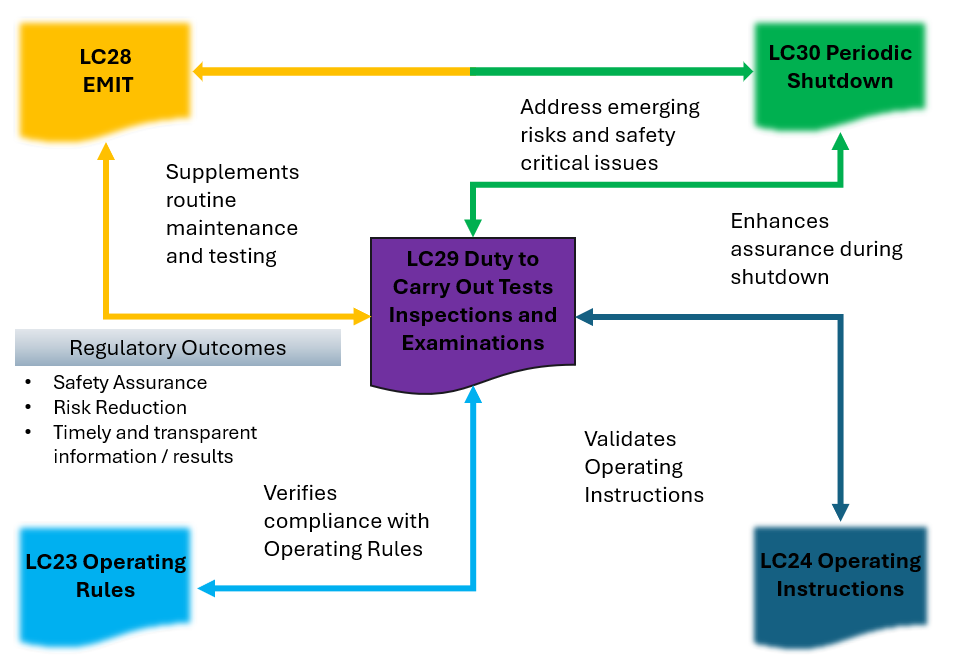 LC28
EMIT
LC30 Periodic
Shutdown
Address emerging
risks and safety
critical issues
Supplements
routine
maintenance
and testing
Enhances
assurance during
shutdown
LC29 Duty to
Carry Out Tests
Inspections and
Examinations
Regulatory Outcomes
• Safety Assurance
• Risk Reduction
• Timely and transparent
information / results
Validates
Operating
Instructions
Verifies
compliance with
Operating Rules
LC23 Operating
Rules
LC24 Operating
Instructions